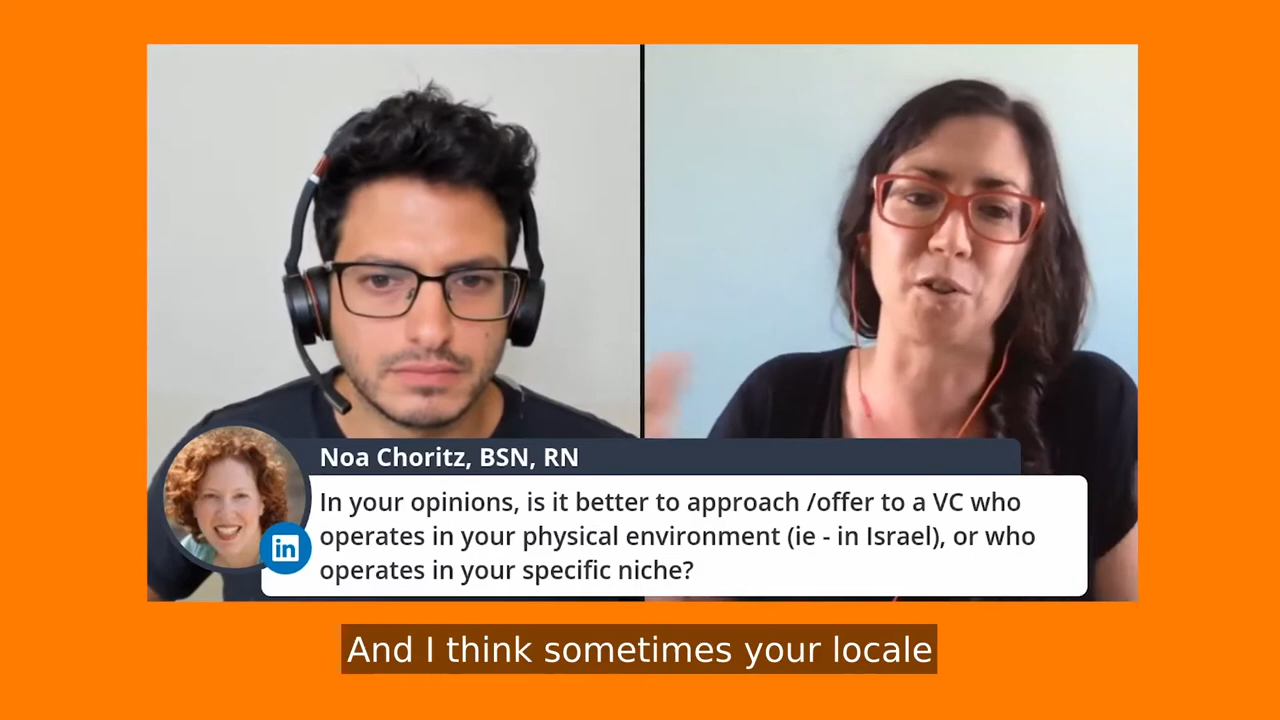 Noa Choritz, BSN, RN
In your opinions, is it better to approach /offer to a VC who
operates in your physical environment (ie - in Israel), or who
operates in your specific niche?
in
And I think sometimes your locale